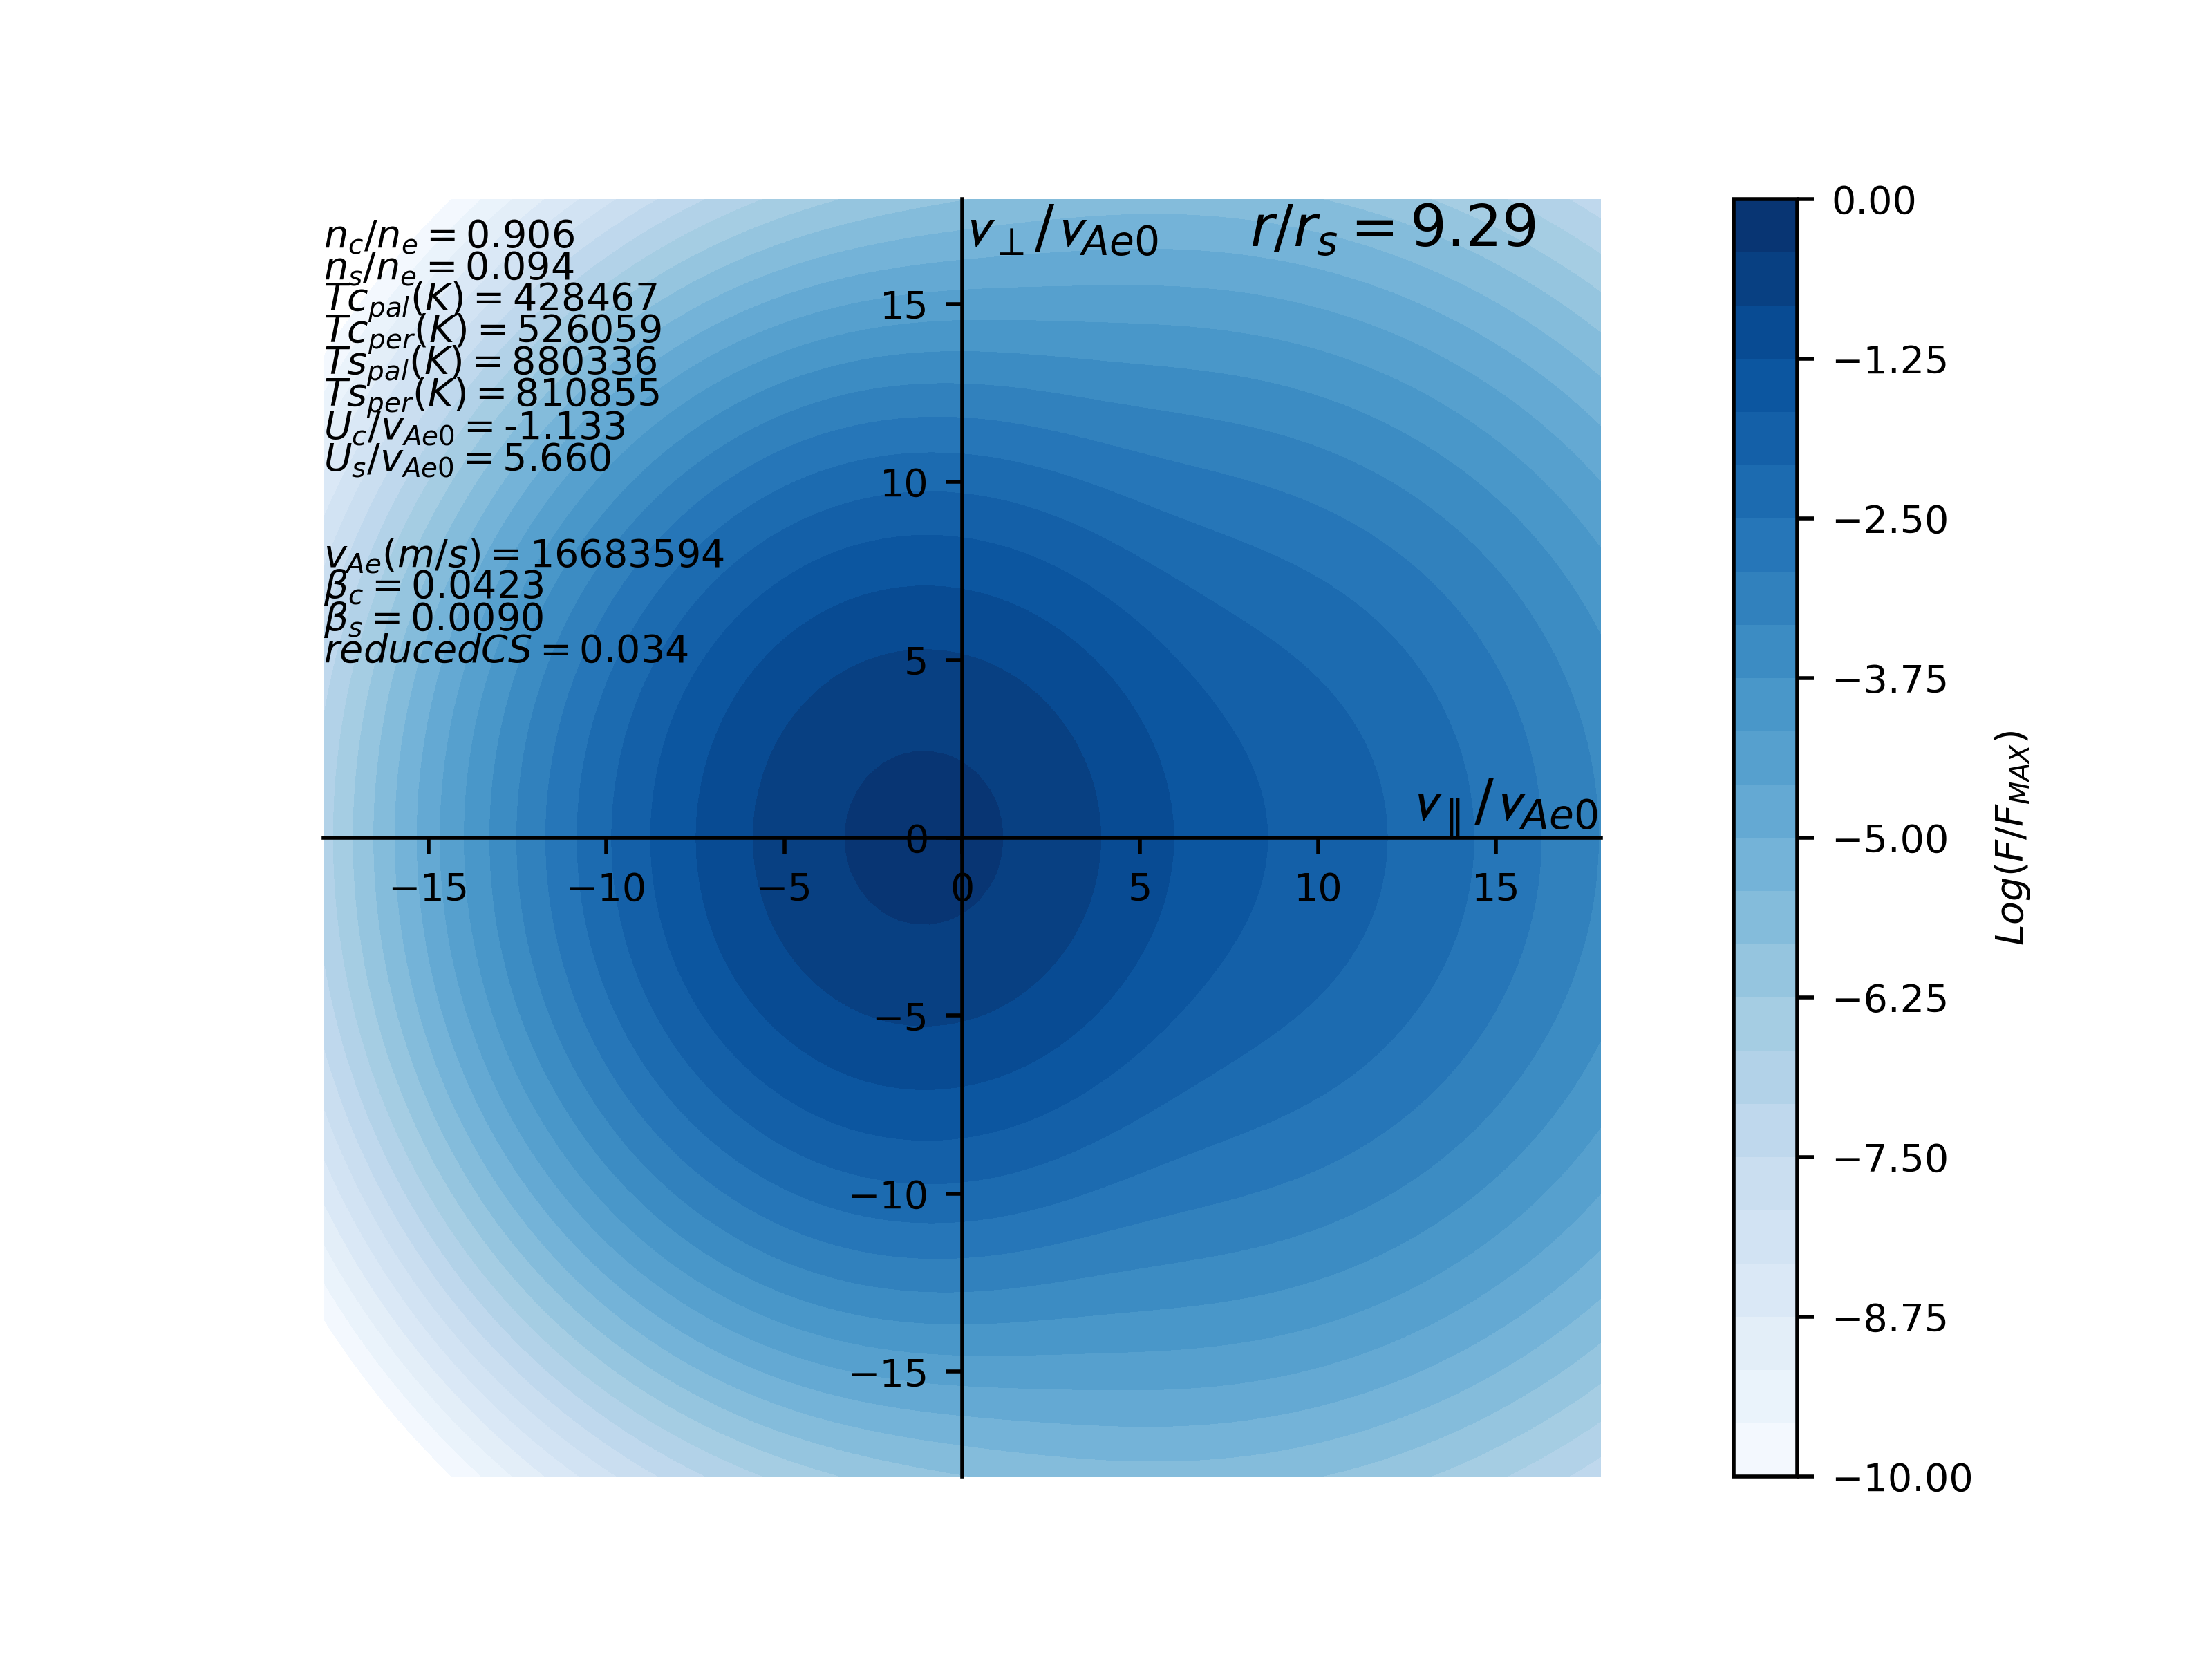 n_c/n_e = 0.906
n_s/n_e = 0.094
Tc_pal(K) = 428467
Tc_per(K) = 526059
Ts_pal(K) = 880336
Ts_per(K) = 810855
U_c/v_Ae0 = -1.133
U_s/v_Ae0 = 5.660
v_Ae(m/s) = 16683594
β_c = 0.0423
β_s = 0.0090
reducedCS = 0.034
v_⊥/v_Ae0
r/r_s = 9.29
15
10
5
0
−5
−10
−15
v_∥/v_Ae0
−15 −10 −5 0 5 10 15
0.00
−1.25
−2.50
−3.75
−5.00
−6.25
−7.50
−8.75
−10.00
Log(F/F_MAX)